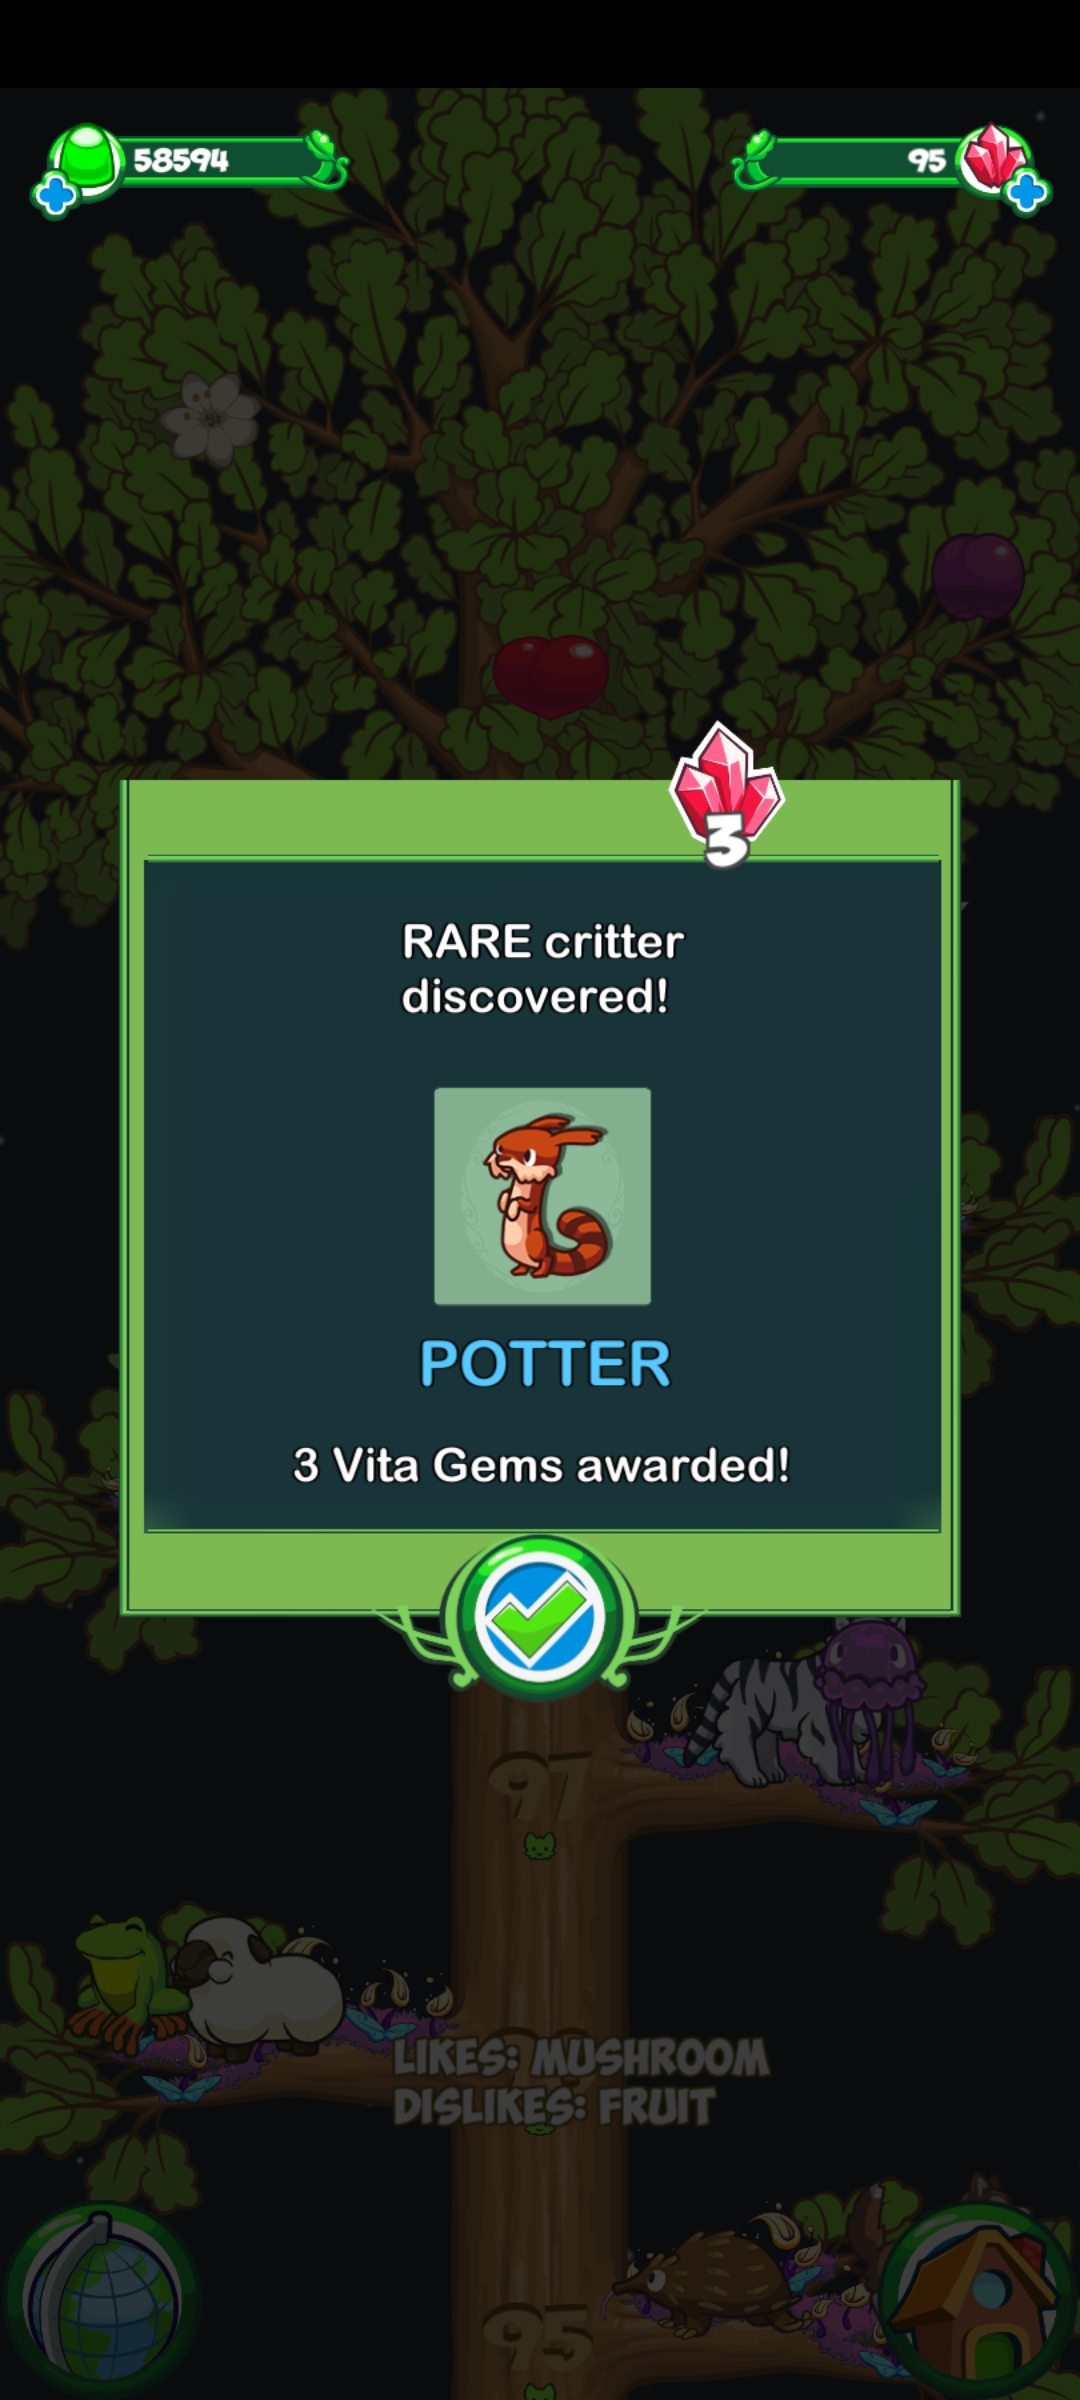 58594
95
3
RARE critter
discovered!
POTTER
3 Vita Gems awarded!
97
LIKES: MUSHROOM
DISLIKES: FRUIT
95